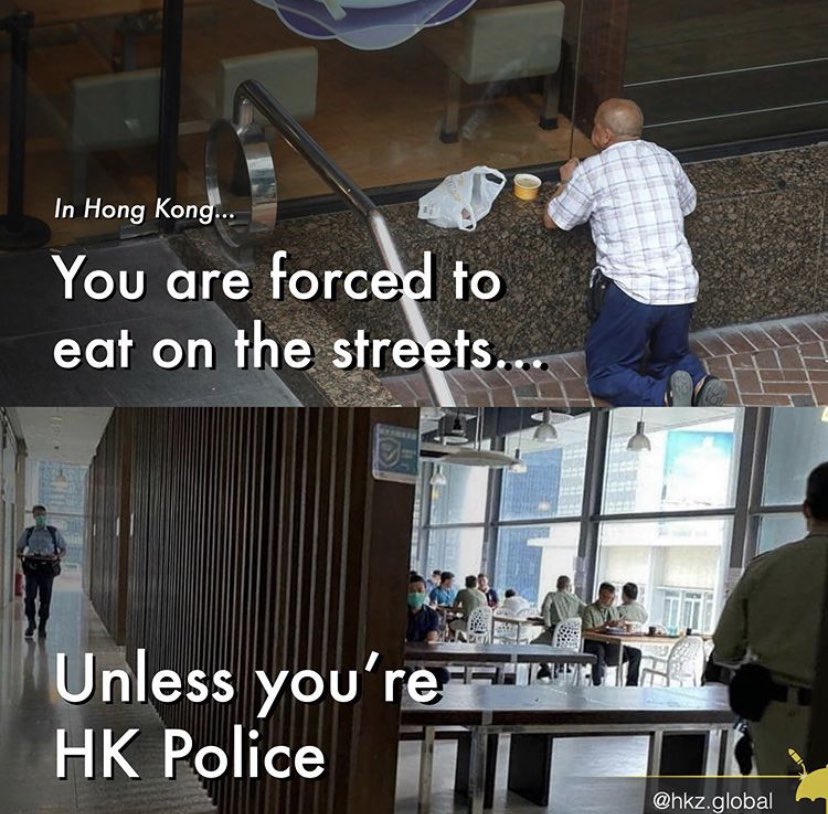 In Hong Kong...
You are forced to
eat on the streets...
Unless you're
HK Police
@hkz.global